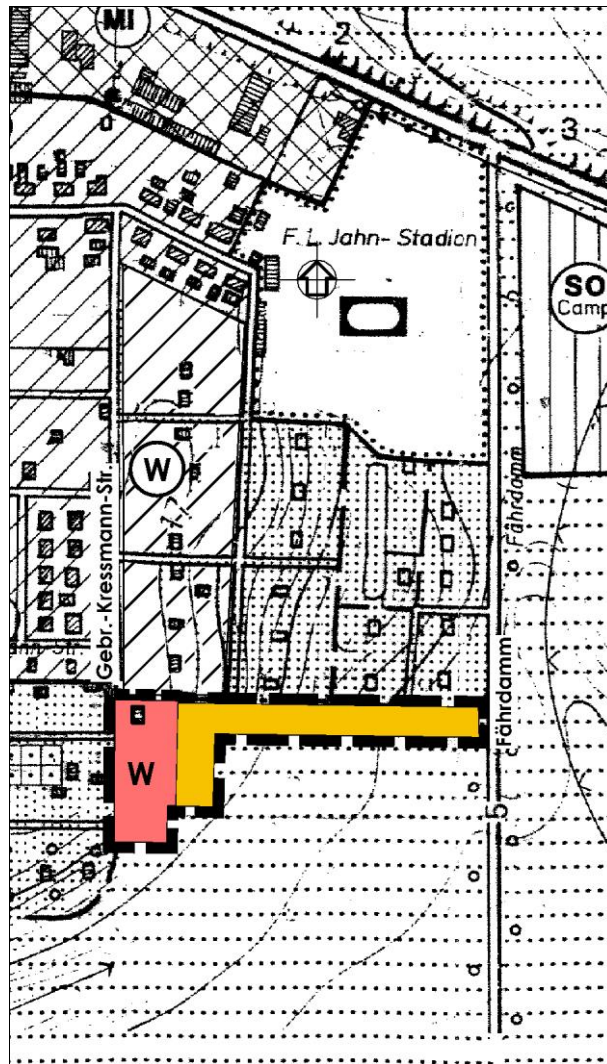 MI
2
3
F. L. Jahn-Stadion
SO
Camp
W
Gebr.-Kressmann-Str.
Fährdamm
Fährdamm
W
5